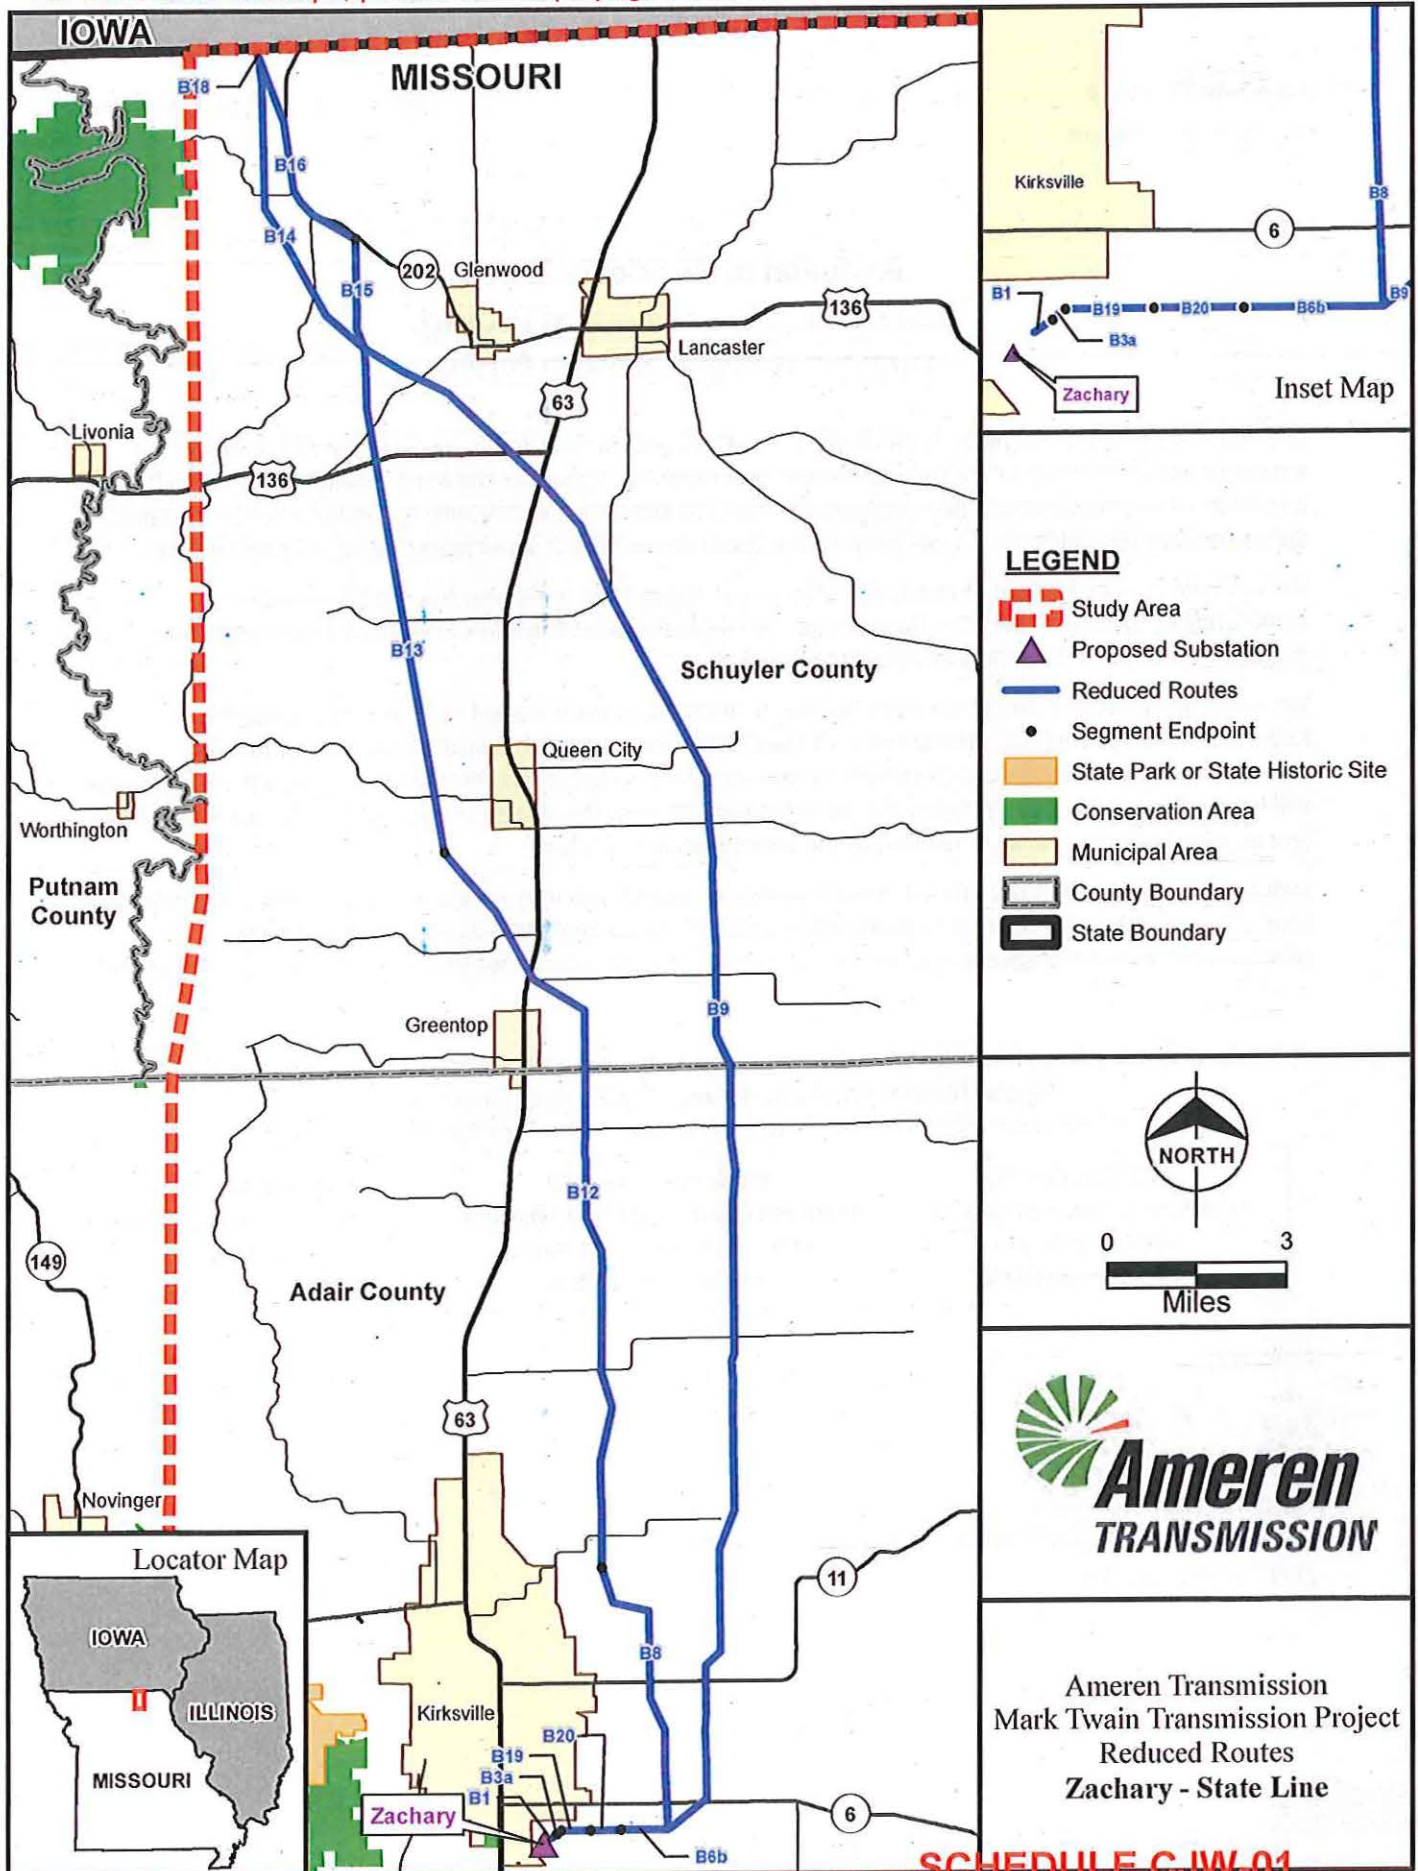 IOWA
MISSOURI
B18
B16
B14
B15
202
Glenwood
136
Lancaster
63
Livonia
136
B13
Schuyler County
Queen City
Worthington
Putnam
County
B9
Greentop
B12
149
Adair County
63
Novinger
11
B8
Kirksville
B20
B19
B3a
B1
Zachary
6
B6b
Locator Map
IOWA
ILLINOIS
MISSOURI
Kirksville
B8
6
B1
B19
B20
B6b
B9
B3a
Zachary
Inset Map
LEGEND
Study Area
Proposed Substation
Reduced Routes
Segment Endpoint
State Park or State Historic Site
Conservation Area
Municipal Area
County Boundary
State Boundary
NORTH
0 3
Miles
Ameren
TRANSMISSION
Ameren Transmission
Mark Twain Transmission Project
Reduced Routes
Zachary - State Line
SCHEDULE CJW-01